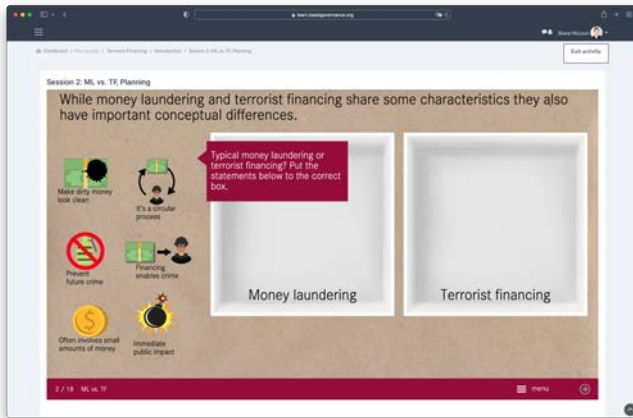 learn.baselgovernance.org
Exit activity
Session 2: ML vs. TF, Planning
While money laundering and terrorist financing share some characteristics they also
have important conceptual differences.
Typical money laundering or
terrorist financing? Put the
statements below to the correct
box.
Make dirty money
look clean
It's a circular
process
Prevent
future crime
Financing
enables crime
Often involves small
amounts of money
Immediate
public impact
Money laundering
Terrorist financing
2 / 18 ML vs. TF
menu